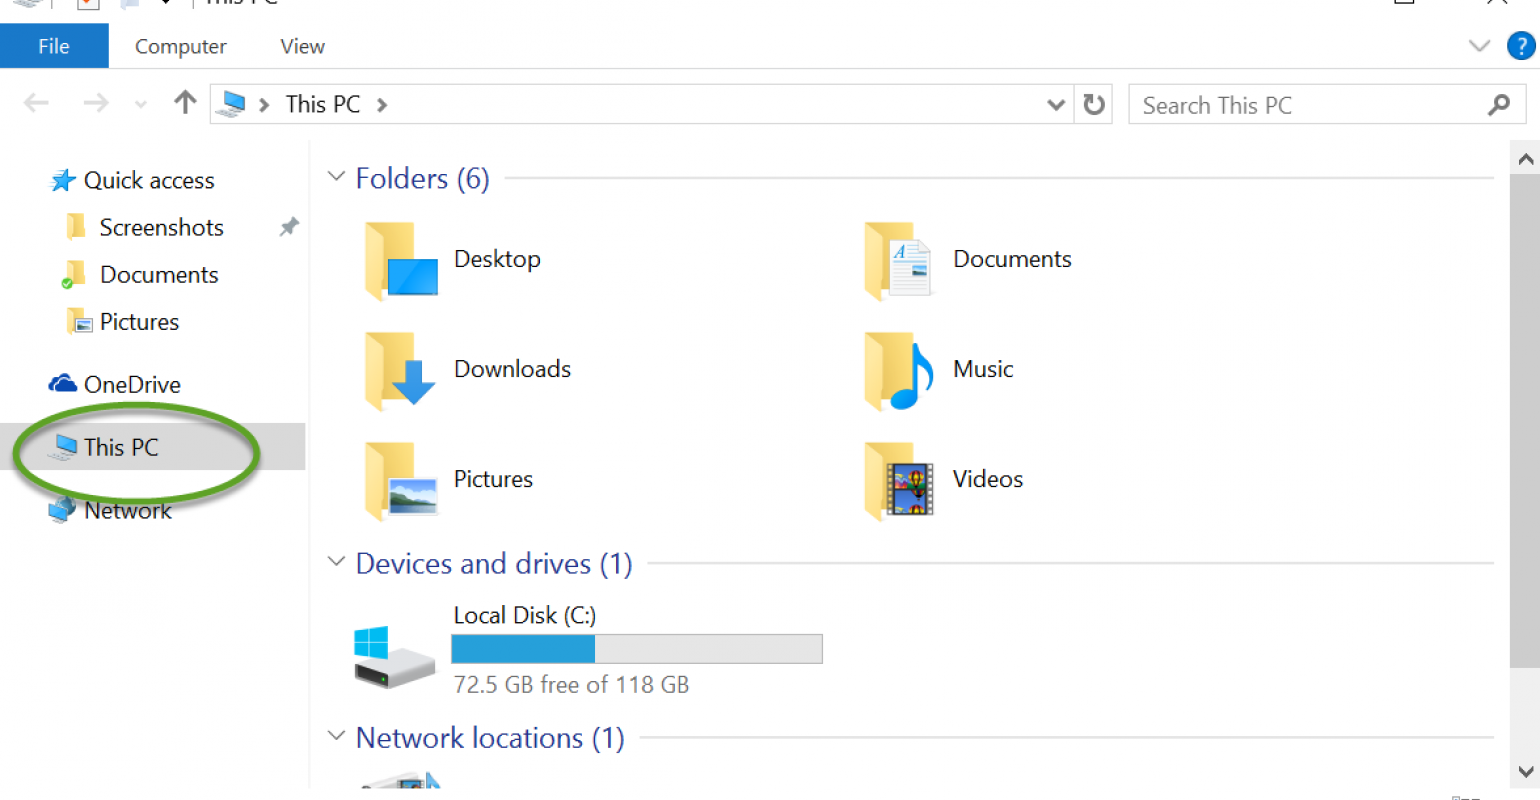 This PC
File Computer View ?
This PC
Search This PC
Quick access
Screenshots
Documents
Pictures
OneDrive
This PC
Network
Folders (6)
Desktop
Documents
Downloads
Music
Pictures
Videos
Devices and drives (1)
Local Disk (C:)
72.5 GB free of 118 GB
Network locations (1)